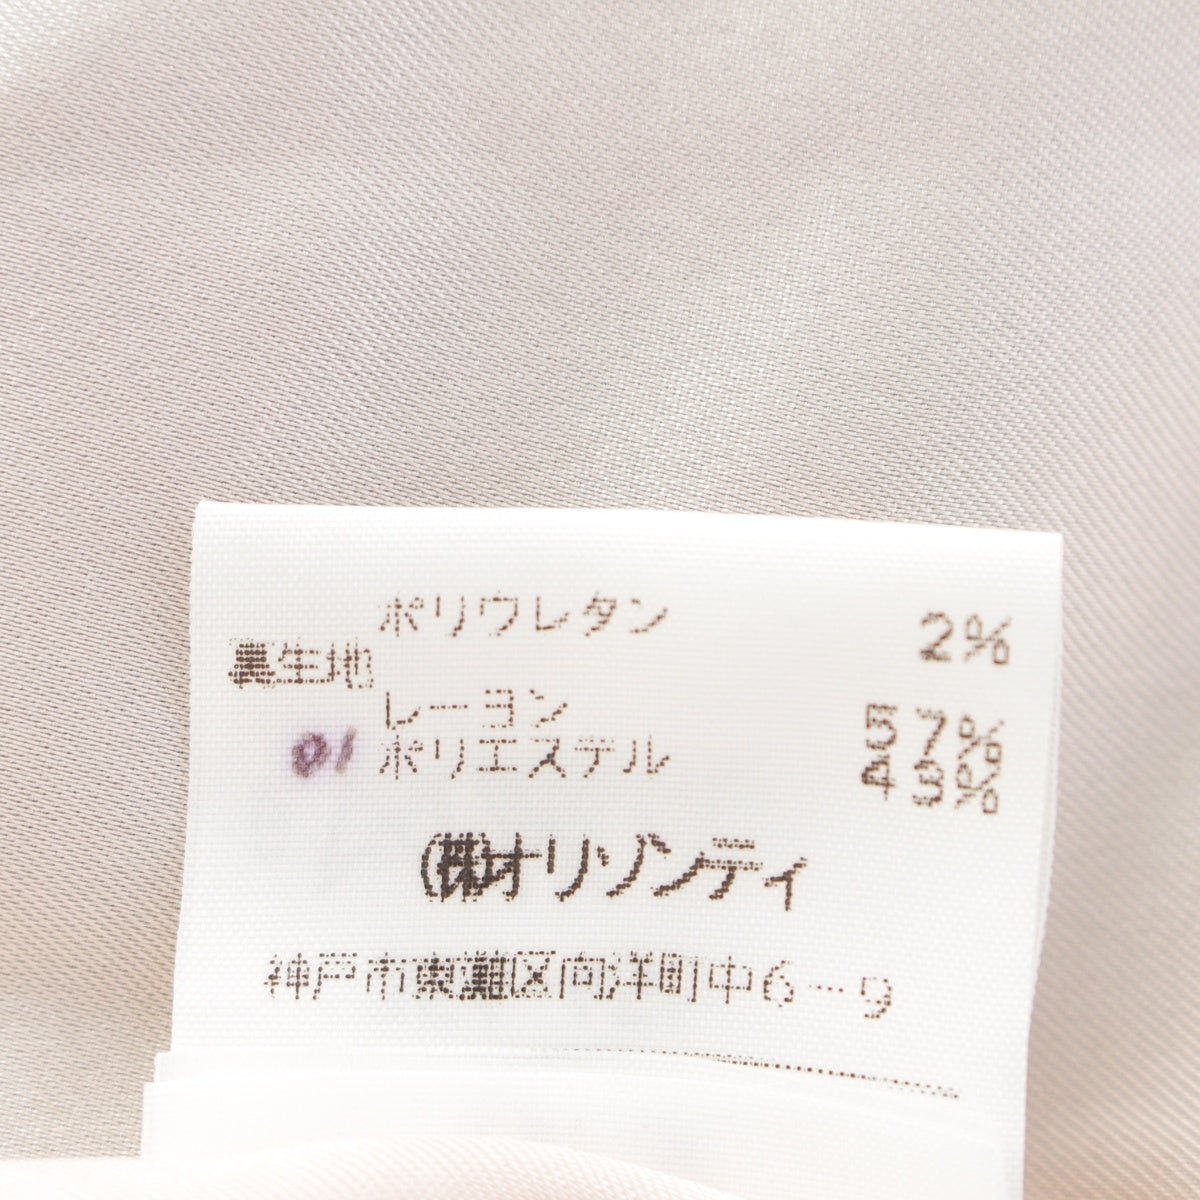 ポリウレタン 2%
裏生地
レーヨン 57%
01 ポリエステル 43%
(株)オリゾンティ
神戸市東灘区向洋町中6-9